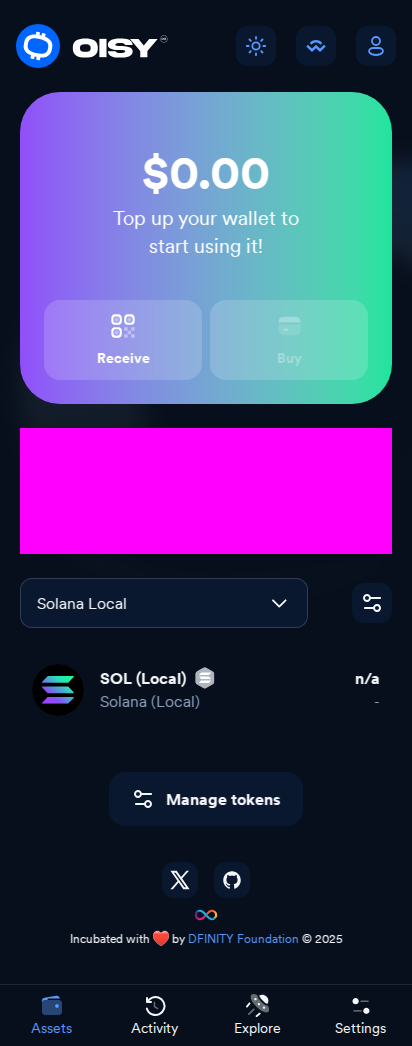 OISY
$0.00
Top up your wallet to
start using it!
Receive
Buy
Solana Local
SOL (Local)
n/a
Solana (Local)
-
Manage tokens
Incubated with ❤️ by DFINITY Foundation © 2025
Assets
Activity
Explore
Settings